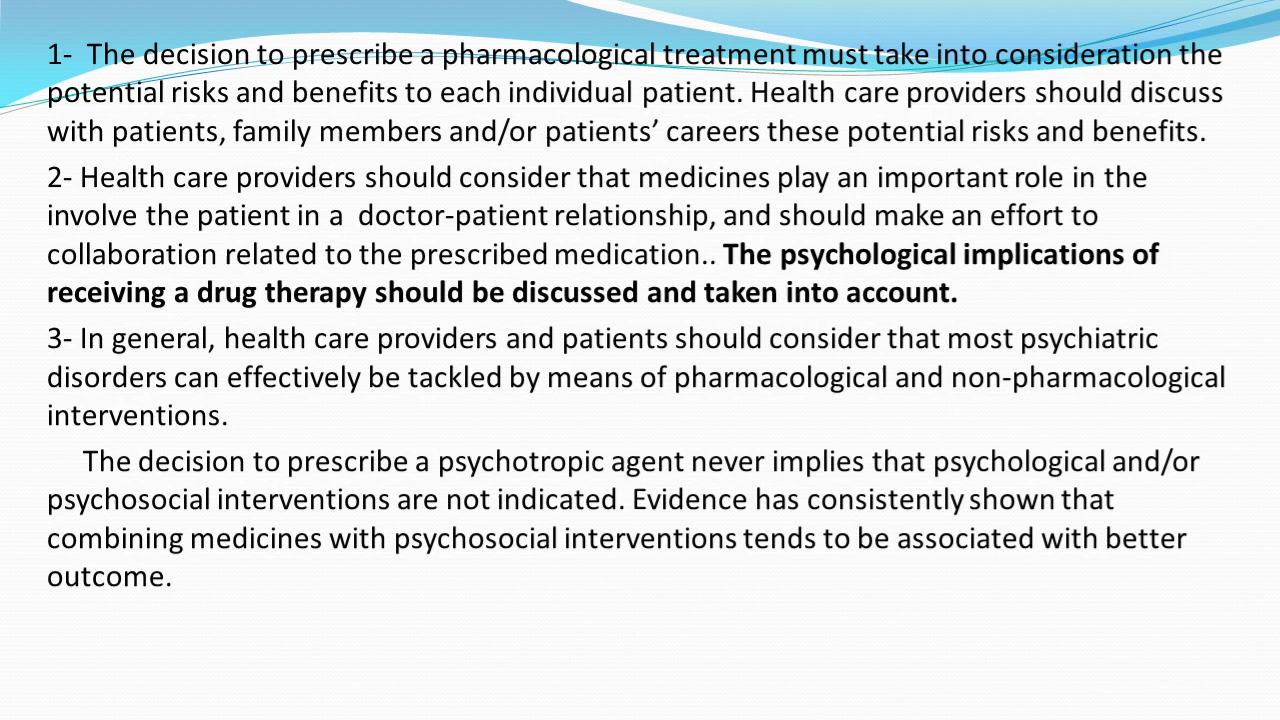 1-  The decision to prescribe a pharmacological treatment must take into consideration the
potential risks and benefits to each individual patient. Health care providers should discuss
with patients, family members and/or patients’ careers these potential risks and benefits.
2- Health care providers should consider that medicines play an important role in the
involve the patient in a  doctor-patient relationship, and should make an effort to
collaboration related to the prescribed medication.. The psychological implications of
receiving a drug therapy should be discussed and taken into account.
3- In general, health care providers and patients should consider that most psychiatric
disorders can effectively be tackled by means of pharmacological and non-pharmacological
interventions.
The decision to prescribe a psychotropic agent never implies that psychological and/or
psychosocial interventions are not indicated. Evidence has consistently shown that
combining medicines with psychosocial interventions tends to be associated with better
outcome.